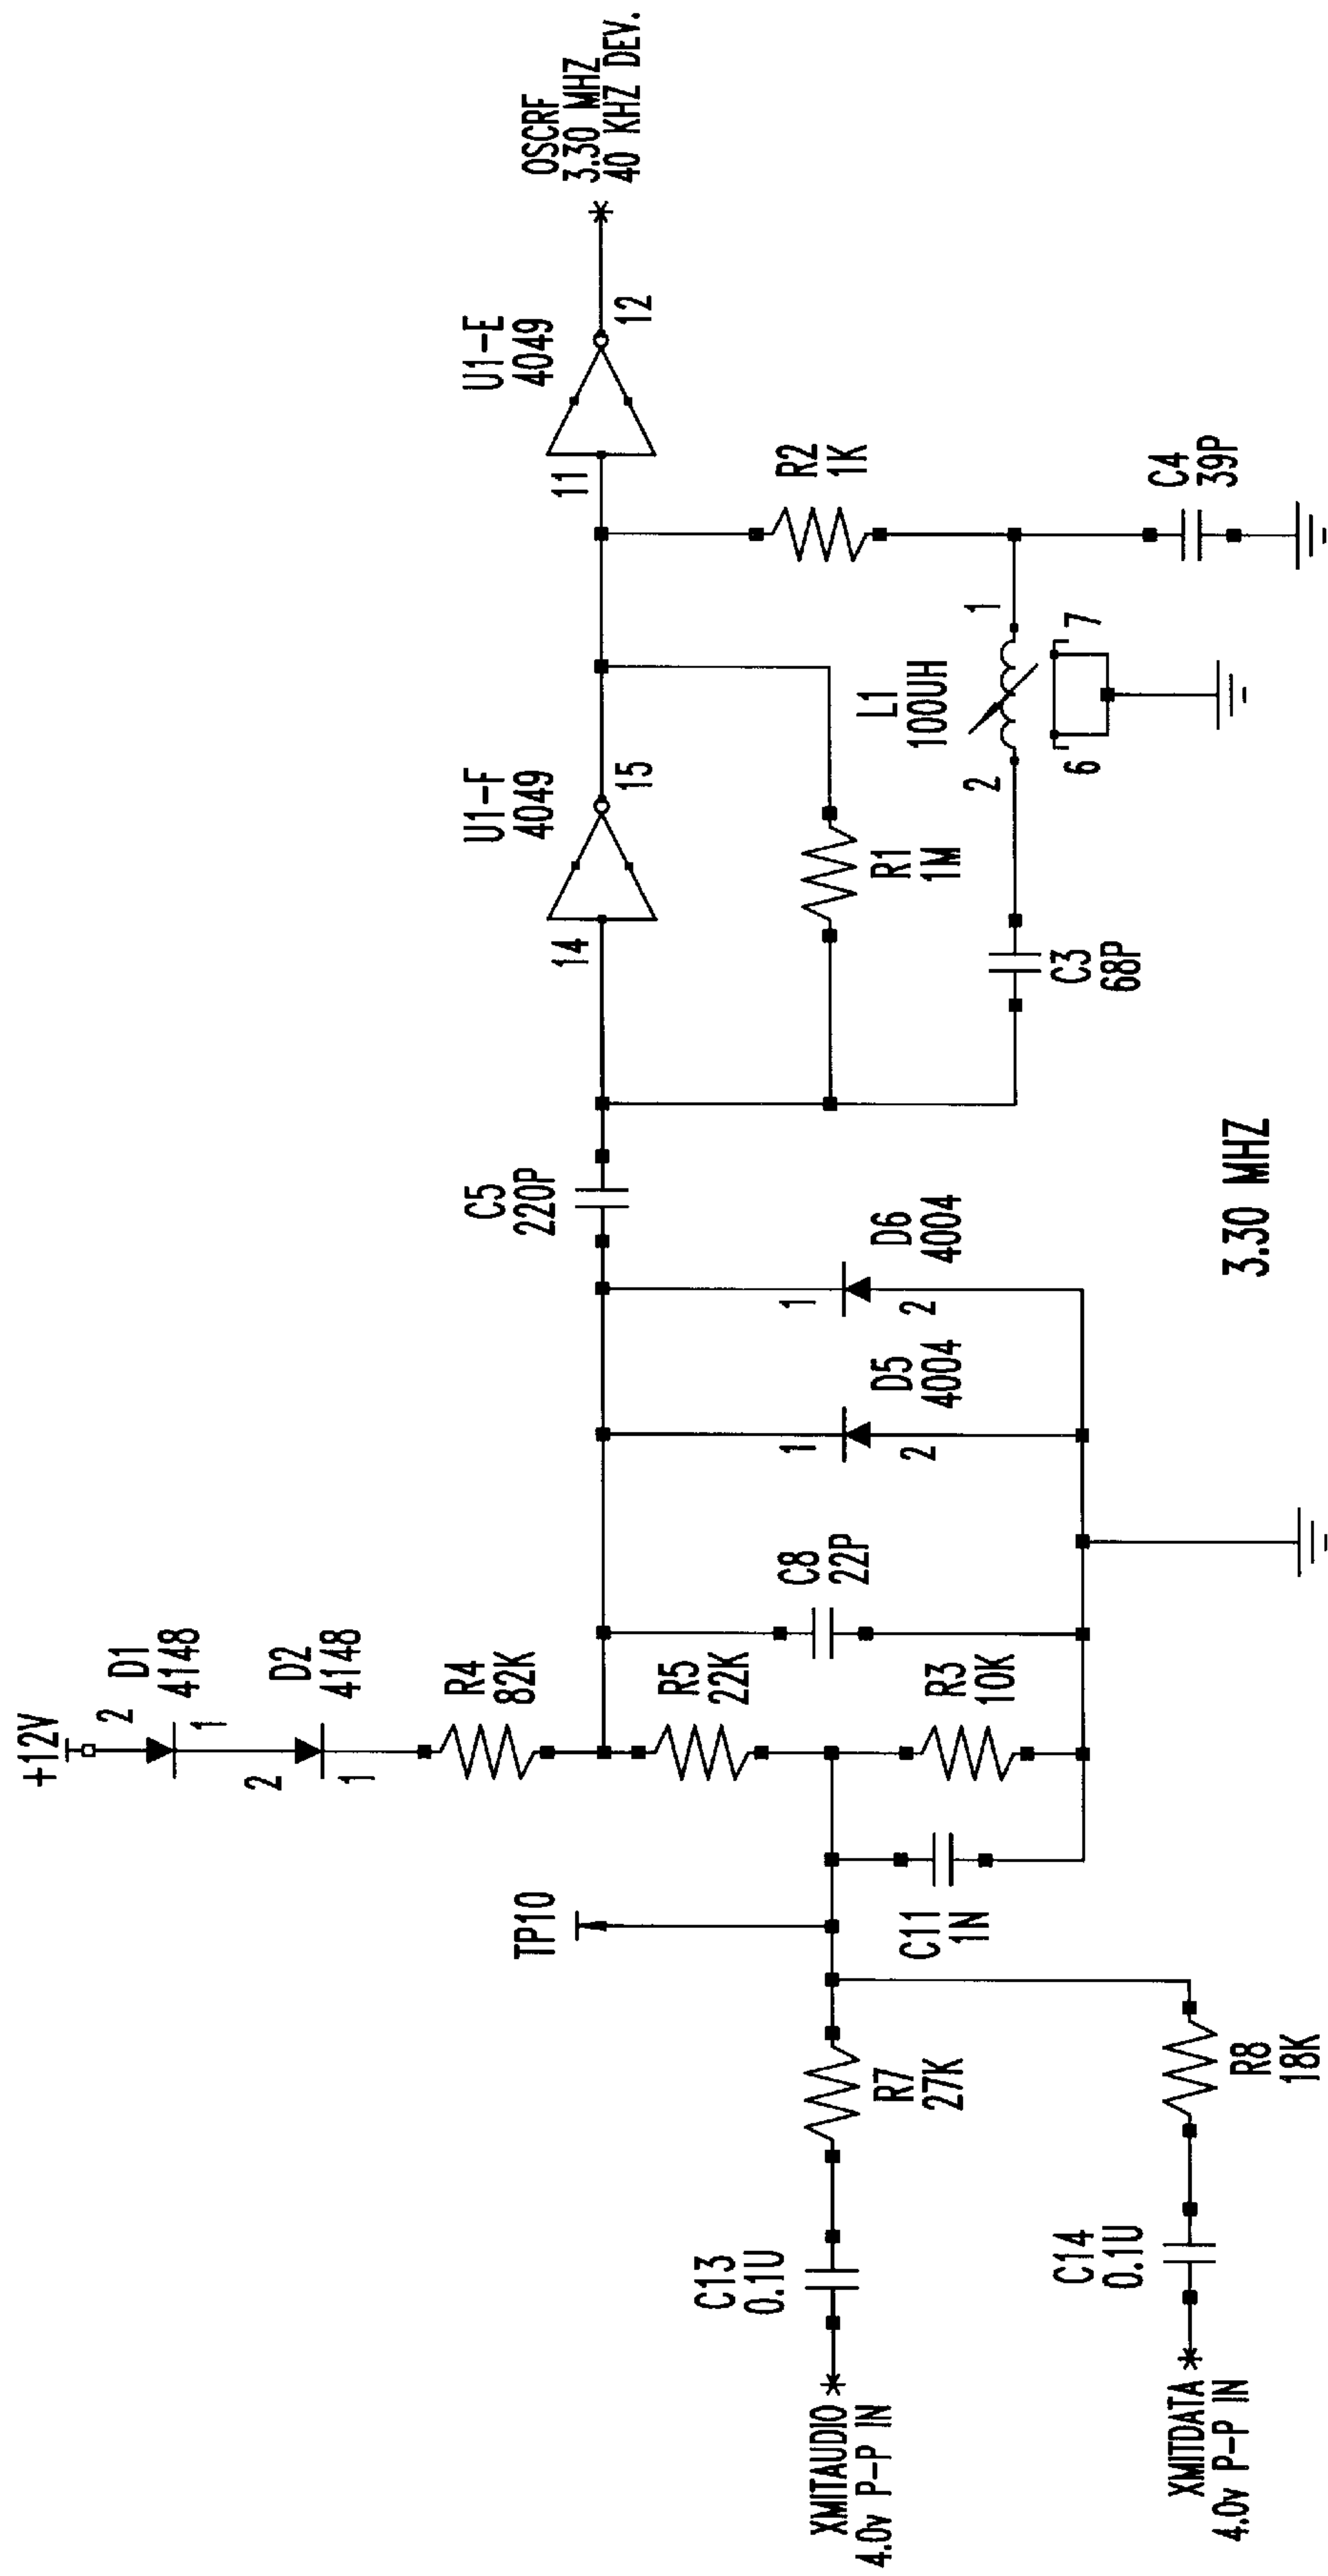 +12V
2
D1
4148
1
D2
4148
2
1
R4
82K
R5
22K
R3
10K
C8
22P
TP10
C11
1N
XMITAUDIO
4.0v P-P IN
C13
0.1U
R7
27K
XMITDATA
4.0v P-P IN
C14
0.1U
R8
18K
1
D5
4004
2
1
D6
4004
2
C5
220P
14
U1-F
4049
15
R1
1M
C3
68P
2
L1
100UH
1
6
7
R2
1K
C4
39P
11
U1-E
4049
12
OSCRF
3.30 MHZ
40 KHZ DEV.
3.30 MHZ